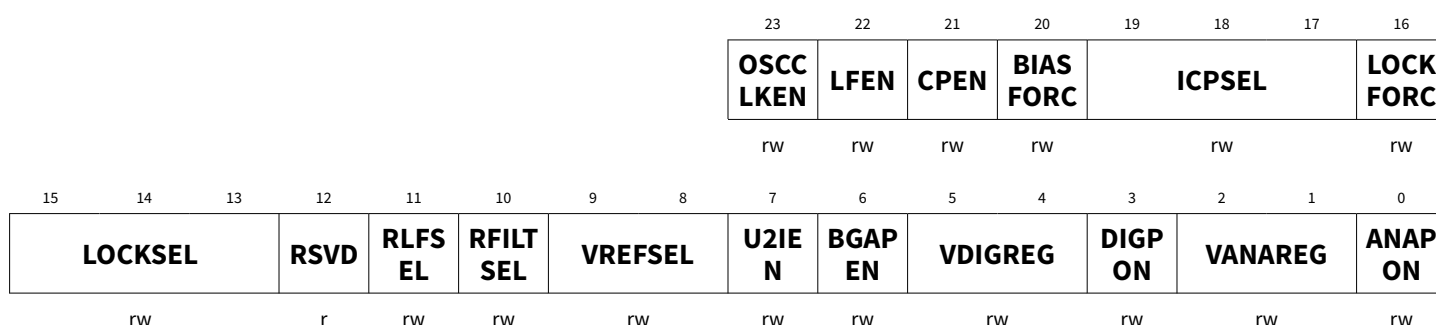 23 22 21 20 19 18 17 16
OSCC LFEN CPEN BIAS ICPSEL LOCK
LKEN FORC FORC
rw rw rw rw rw rw
15 14 13 12 11 10 9 8 7 6 5 4 3 2 1 0
LOCKSEL RSVD RLFS RFILT VREFSEL U2IE BGAP VDIGREG DIGP VANAREG ANAP
EL SEL N EN ON ON
rw r rw rw rw rw rw rw rw rw rw